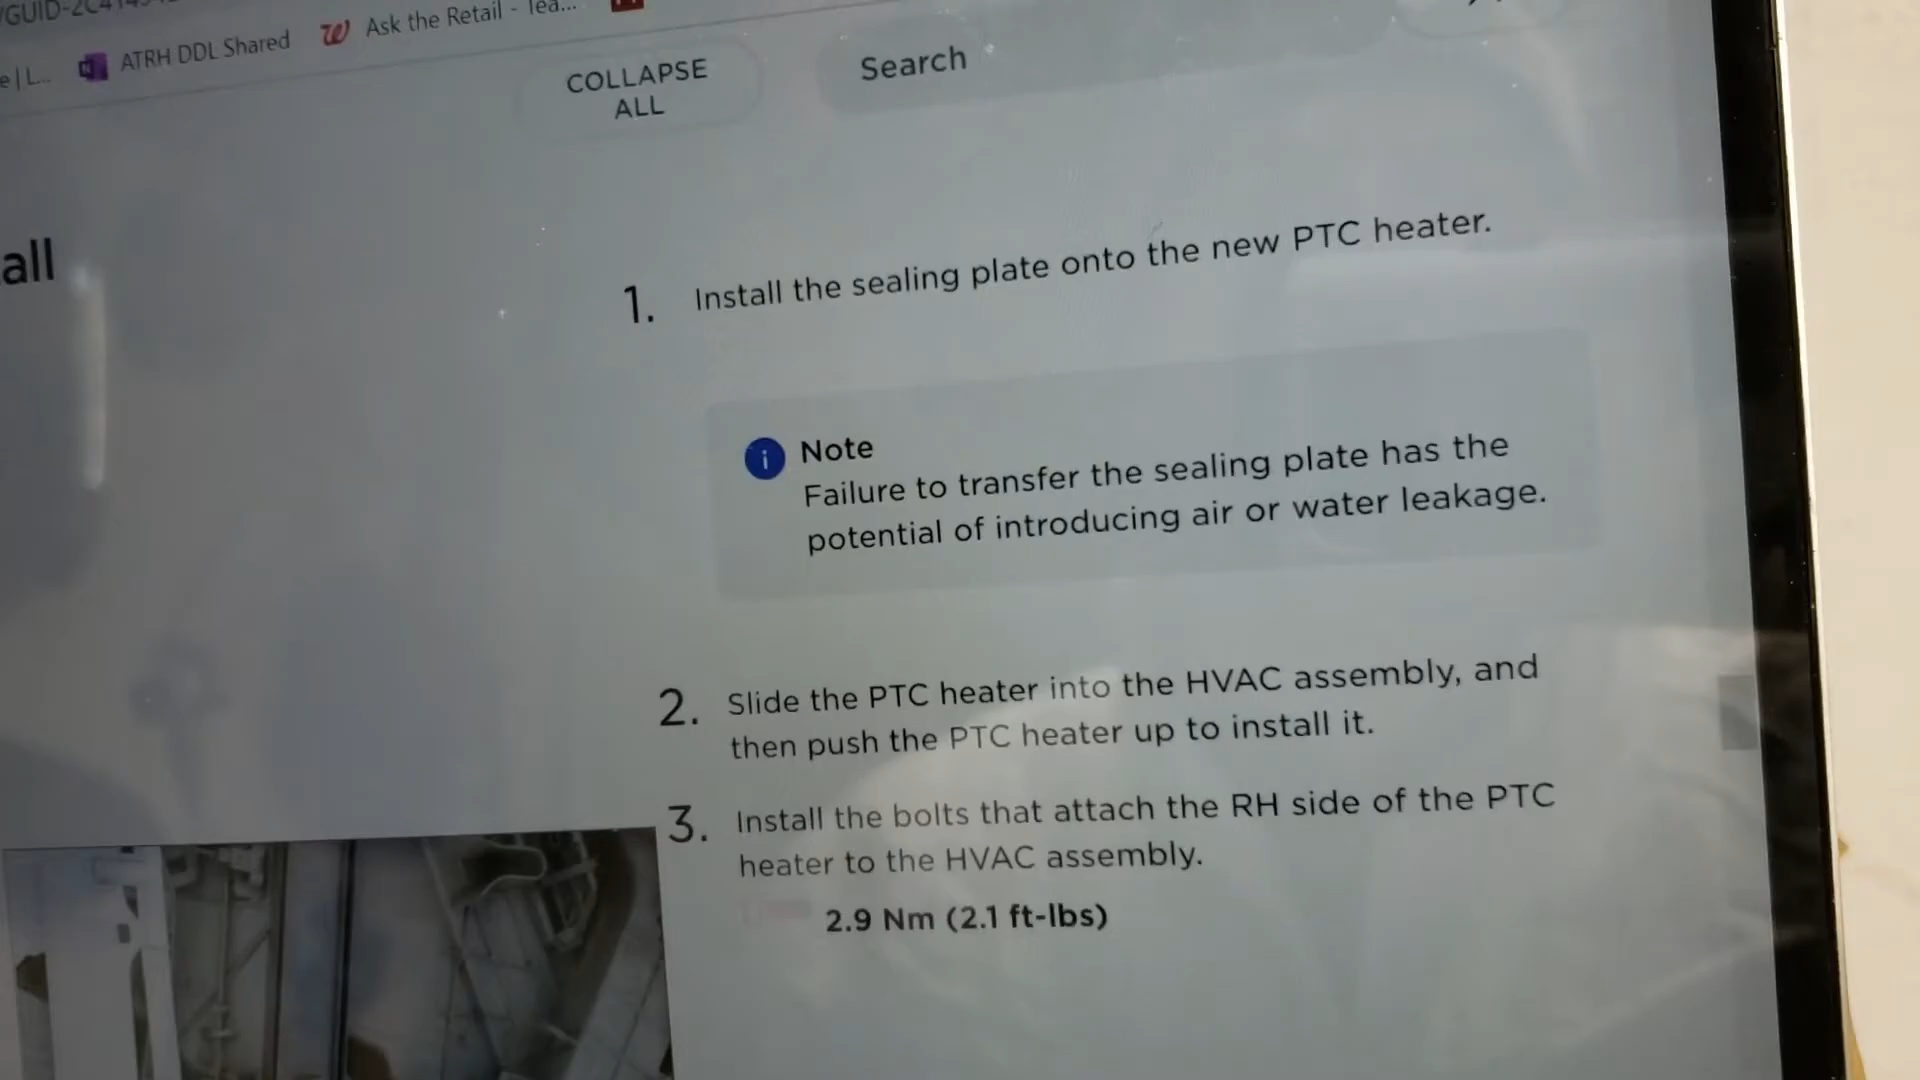 /GUID-2C4
e | L...
ATRH DDL Shared
Ask the Retail - Tea...
COLLAPSE
ALL
Search
all
1. Install the sealing plate onto the new PTC heater.
i Note
Failure to transfer the sealing plate has the
potential of introducing air or water leakage.
2. Slide the PTC heater into the HVAC assembly, and
then push the PTC heater up to install it.
3. Install the bolts that attach the RH side of the PTC
heater to the HVAC assembly.
2.9 Nm (2.1 ft-lbs)